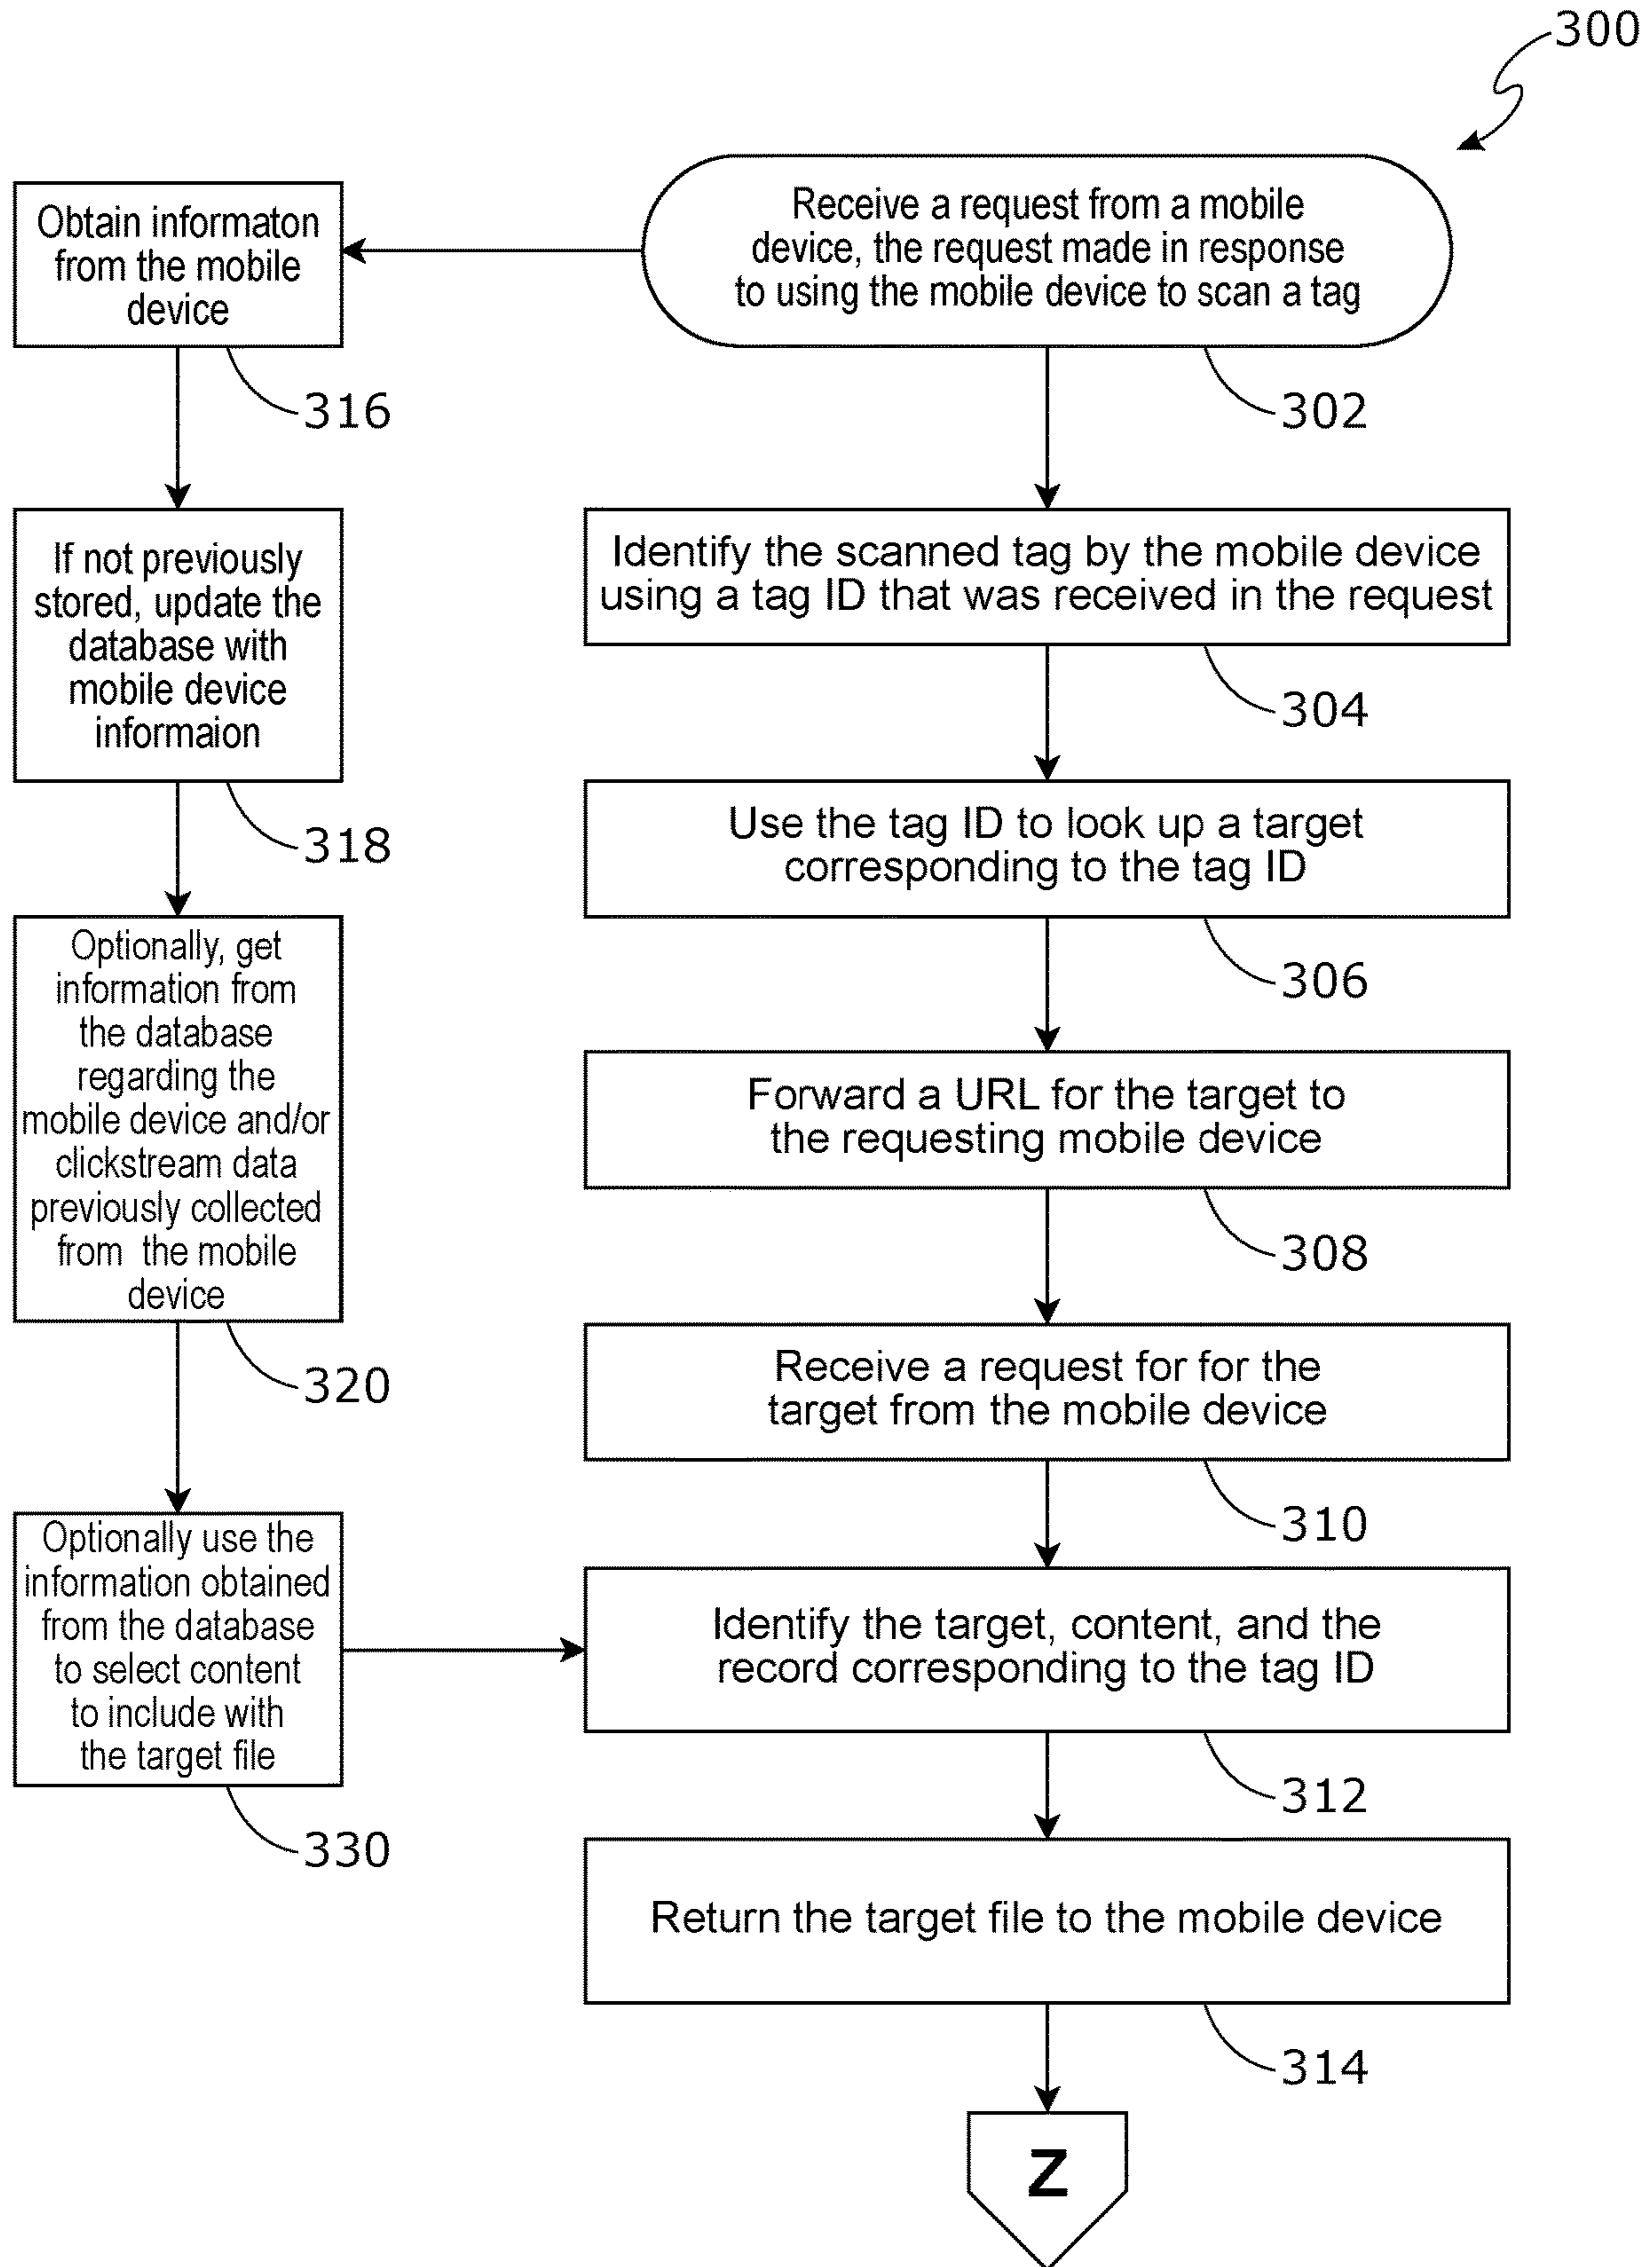 300
Receive a request from a mobile
device, the request made in response
to using the mobile device to scan a tag
302
Obtain informaton
from the mobile
device
316
Identify the scanned tag by the mobile device
using a tag ID that was received in the request
304
If not previously
stored, update the
database with
mobile device
informaion
318
Use the tag ID to look up a target
corresponding to the tag ID
306
Optionally, get
information from
the database
regarding the
mobile device and/or
clickstream data
previously collected
from the mobile
device
320
Forward a URL for the target to
the requesting mobile device
308
Receive a request for for the
target from the mobile device
310
Optionally use the
information obtained
from the database
to select content
to include with
the target file
330
Identify the target, content, and the
record corresponding to the tag ID
312
Return the target file to the mobile device
314
Z